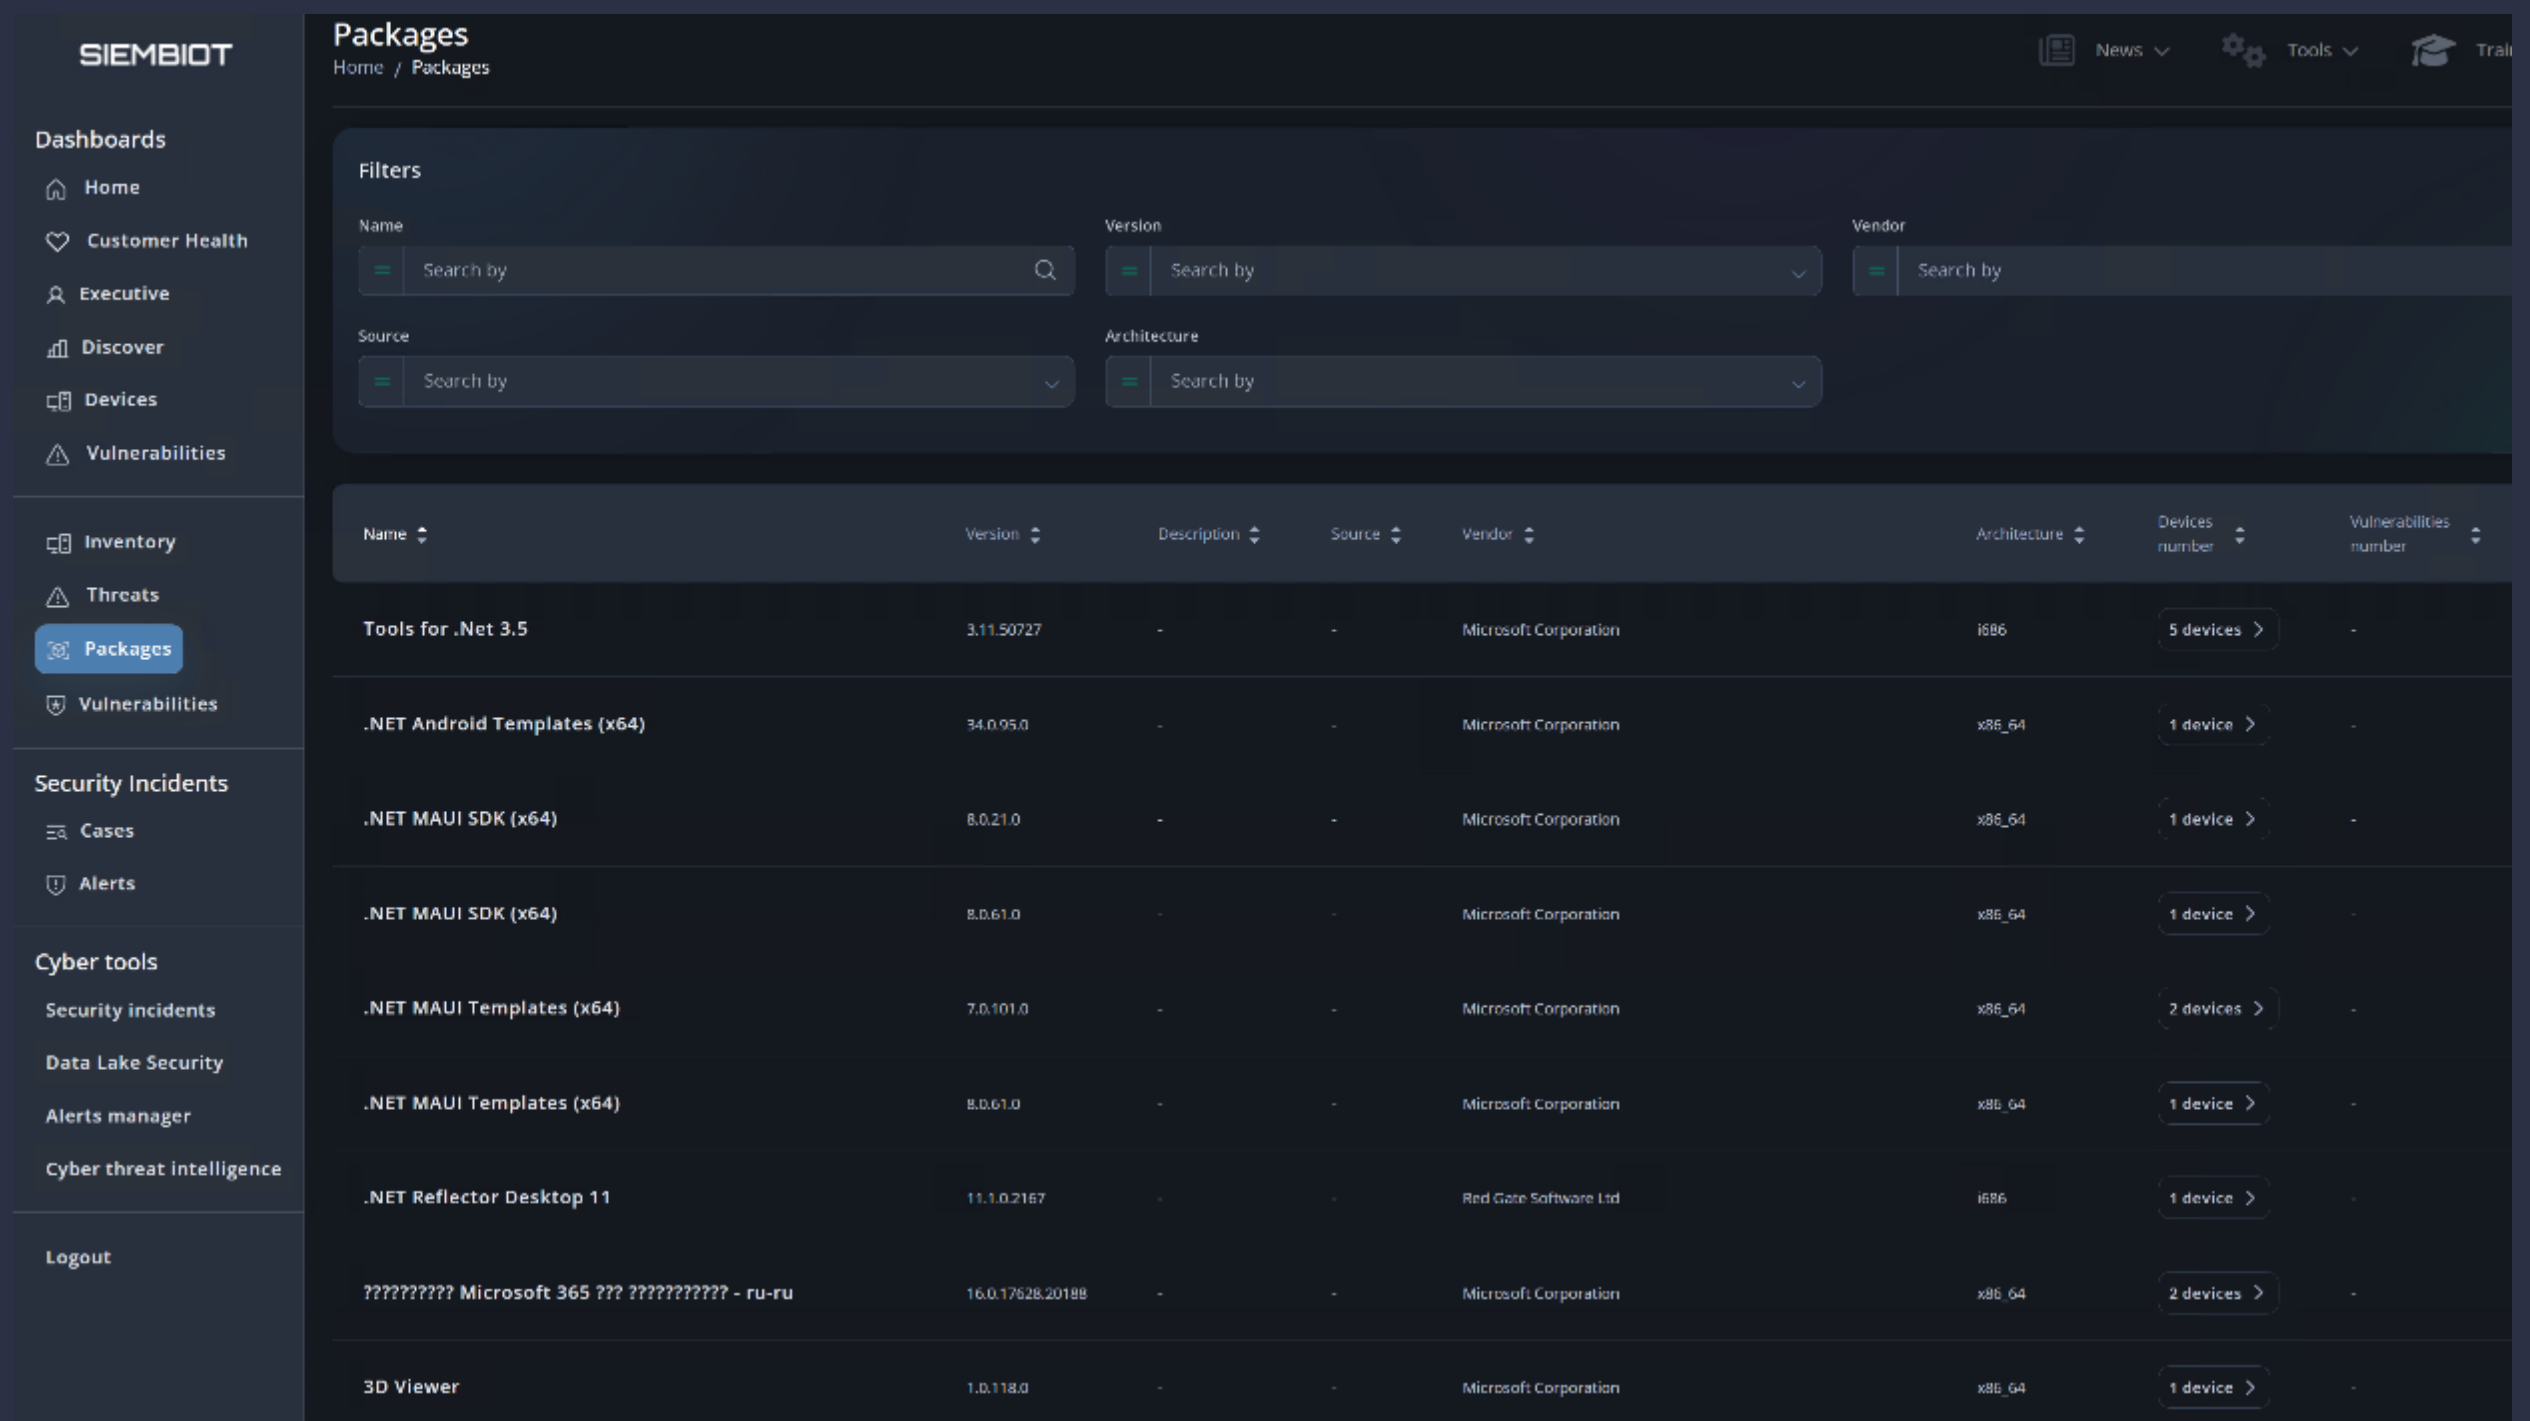 SIEMBIOT
Dashboards
Home
Customer Health
Executive
Discover
Devices
Vulnerabilities
Inventory
Threats
Packages
Vulnerabilities
Security Incidents
Cases
Alerts
Cyber tools
Security incidents
Data Lake Security
Alerts manager
Cyber threat intelligence
Logout
Packages
Home / Packages
News
Tools
Trai
Filters
Name
Version
Vendor
= Search by
= Search by
= Search by
Source
Architecture
= Search by
= Search by
Name Version Description Source Vendor Architecture Devices number Vulnerabilities number
Tools for .Net 3.5 3.11.50727 - - Microsoft Corporation i686 5 devices > -
.NET Android Templates (x64) 34.0.95.0 - - Microsoft Corporation x86_64 1 device > -
.NET MAUI SDK (x64) 8.0.21.0 - - Microsoft Corporation x86_64 1 device > -
.NET MAUI SDK (x64) 8.0.61.0 - - Microsoft Corporation x86_64 1 device > -
.NET MAUI Templates (x64) 7.0.101.0 - - Microsoft Corporation x86_64 2 devices > -
.NET MAUI Templates (x64) 8.0.61.0 - - Microsoft Corporation x86_64 1 device > -
.NET Reflector Desktop 11 11.1.0.2167 - - Red Gate Software Ltd i686 1 device > -
?????????? Microsoft 365 ??? ??????????? - ru-ru 16.0.17628.20188 - - Microsoft Corporation x86_64 2 devices > -
3D Viewer 1.0.118.0 - - Microsoft Corporation x86_64 1 device > -